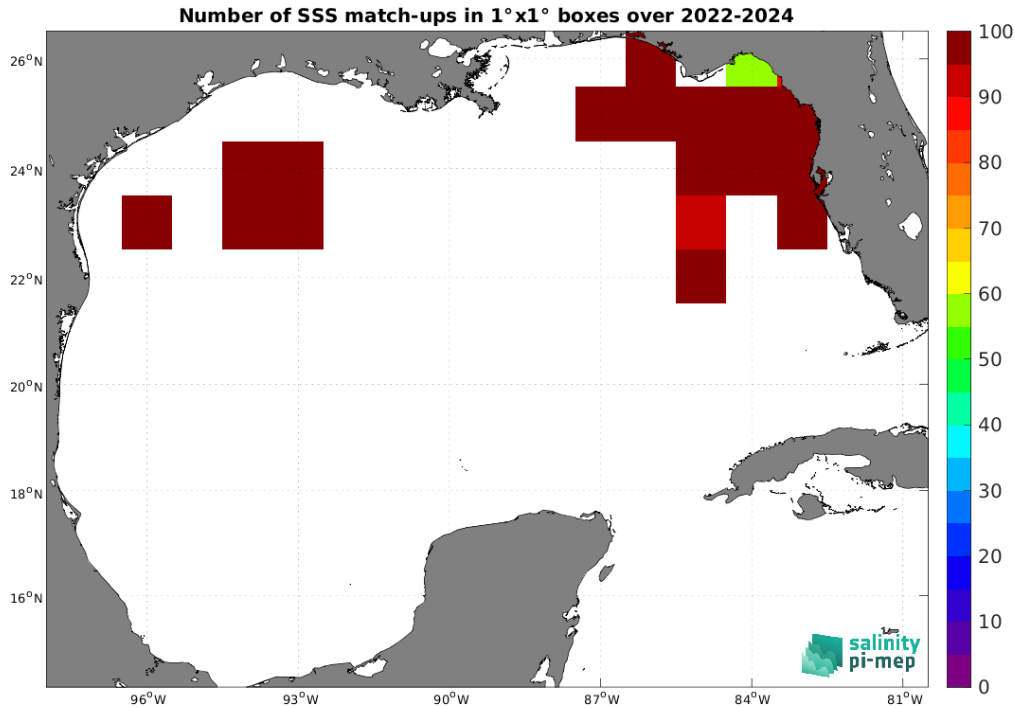 Number of SSS match-ups in 1°x1° boxes over 2022-2024
26°N
24°N
22°N
20°N
18°N
16°N
96°W
93°W
90°W
87°W
84°W
81°W
100
90
80
70
60
50
40
30
20
10
0
salinity
pi-mep